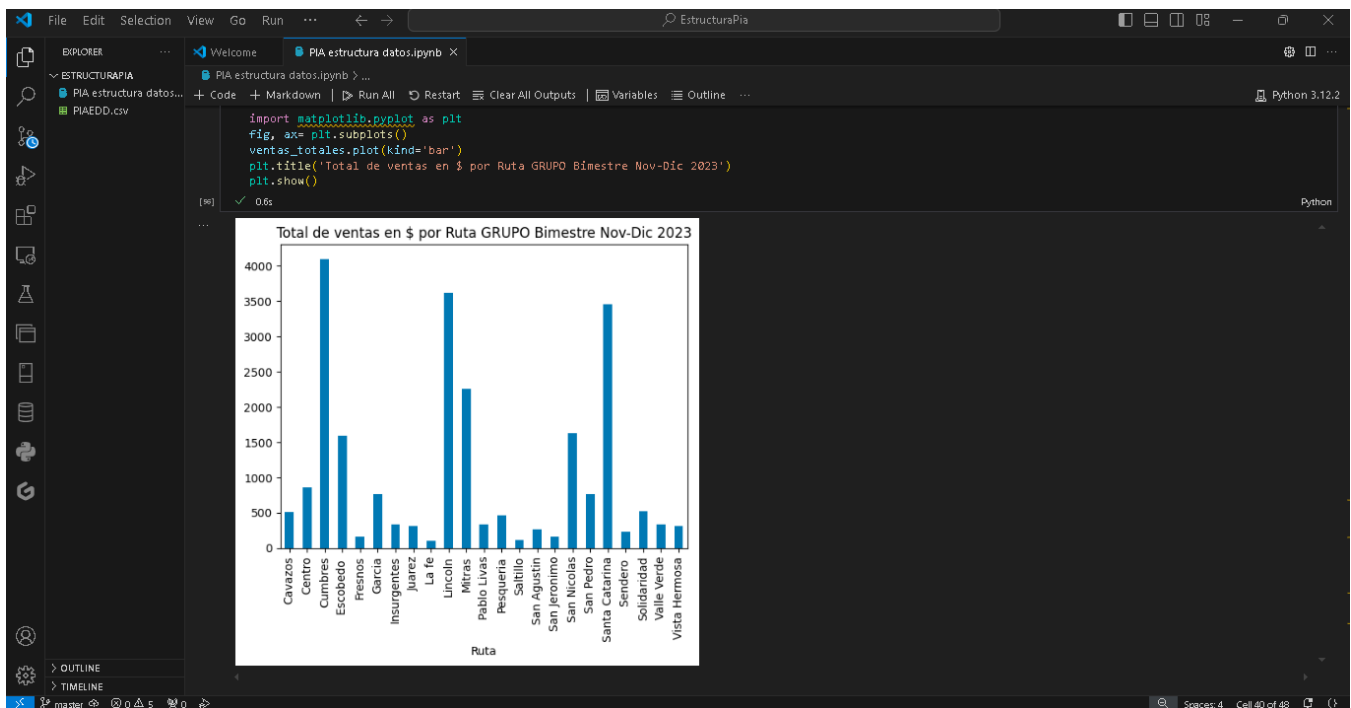 File Edit Selection View Go Run ··· ← → EstructuraPia
EXPLORER ···
ESTRUCTURAPIA
PIA estructura datos...
PIAEDD.csv
OUTLINE
TIMELINE
Welcome PIA estructura datos.ipynb ×
PIA estructura datos.ipynb > ...
+ Code + Markdown | Run All Restart Clear All Outputs | Variables Outline ··· Python 3.12.2
import matplotlib.pyplot as plt
fig, ax= plt.subplots()
ventas_totales.plot(kind='bar')
plt.title('Total de ventas en $ por Ruta GRUPO Bimestre Nov-Dic 2023')
plt.show()
✓ 0.6s Python
Total de ventas en $ por Ruta GRUPO Bimestre Nov-Dic 2023
4000
3500
3000
2500
2000
1500
1000
500
0
Cavazos
Centro
Cumbres
Escobedo
Fresnos
Garcia
Insurgentes
Juarez
La fe
Lincoln
Mitras
Pablo Livas
Pesqueria
Saltillo
San Agustin
San Jeronimo
San Nicolas
San Pedro
Santa Catarina
Sendero
Solidaridad
Valle Verde
Vista Hermosa
Ruta
master 0 5 0 Spaces: 4 Cell 40 of 48